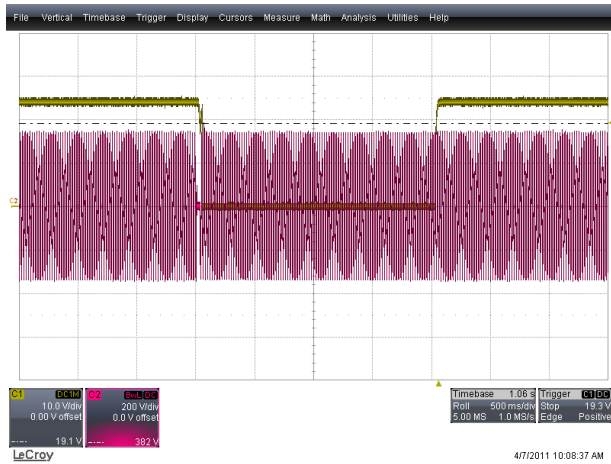 File Vertical Timebase Trigger Display Cursors Measure Math Analysis Utilities Help
C2
C1 DC1M
10.0 V/div
0.00 V offset
19.1 V
C2 BwL DC
200 V/div
0.0 V offset
382 V
Timebase 1.06 s
Roll 500 ms/div
5.00 MS 1.0 MS/s
Trigger C1 DC
Stop 19.3 V
Edge Positive
LeCroy
4/7/2011 10:08:37 AM